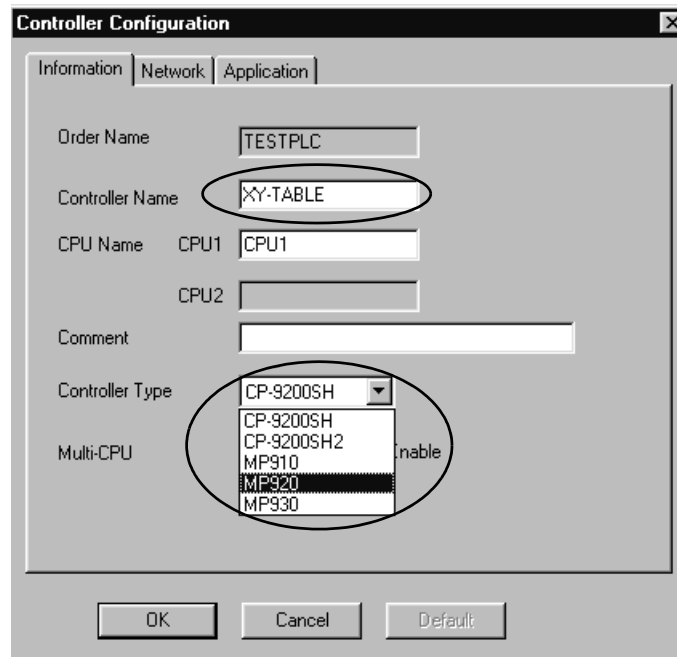 Controller Configuration
Information Network Application
Order Name TESTPLC
Controller Name XY-TABLE
CPU Name CPU1 CPU1
CPU2
Comment
Controller Type CP-9200SH
CP-9200SH
CP-9200SH2
Multi-CPU nable
MP910
MP920
MP930
OK Cancel Default